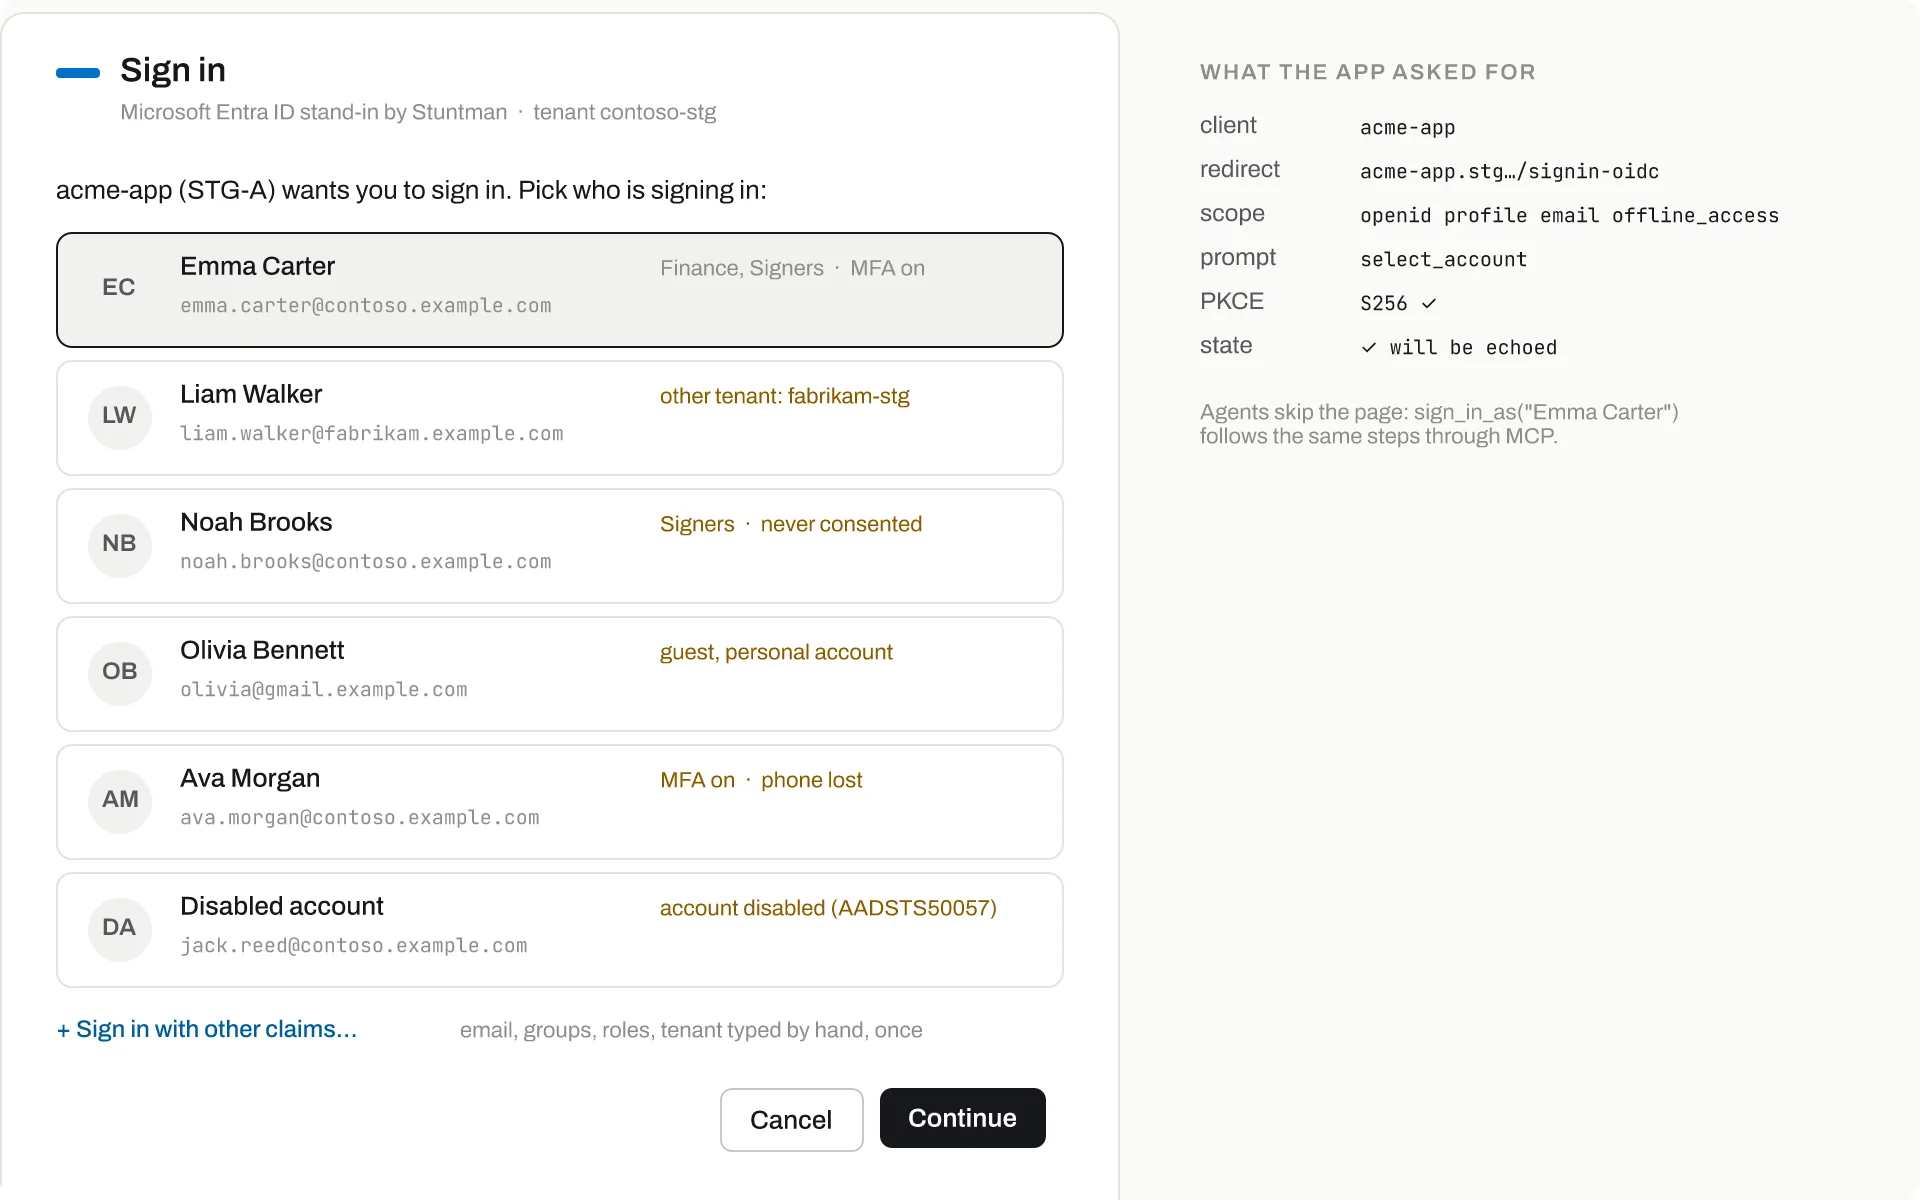 Sign in
Microsoft Entra ID stand-in by Stuntman · tenant contoso-stg
acme-app (STG-A) wants you to sign in. Pick who is signing in:
EC
Emma Carter
Finance, Signers · MFA on
emma.carter@contoso.example.com
LW
Liam Walker
other tenant: fabrikam-stg
liam.walker@fabrikam.example.com
NB
Noah Brooks
Signers · never consented
noah.brooks@contoso.example.com
OB
Olivia Bennett
guest, personal account
olivia@gmail.example.com
AM
Ava Morgan
MFA on · phone lost
ava.morgan@contoso.example.com
DA
Disabled account
account disabled (AADSTS50057)
jack.reed@contoso.example.com
+ Sign in with other claims…
email, groups, roles, tenant typed by hand, once
Cancel
Continue
WHAT THE APP ASKED FOR
client acme-app
redirect acme-app.stg…/signin-oidc
scope openid profile email offline_access
prompt select_account
PKCE S256 ✓
state ✓ will be echoed
Agents skip the page: sign_in_as("Emma Carter")
follows the same steps through MCP.